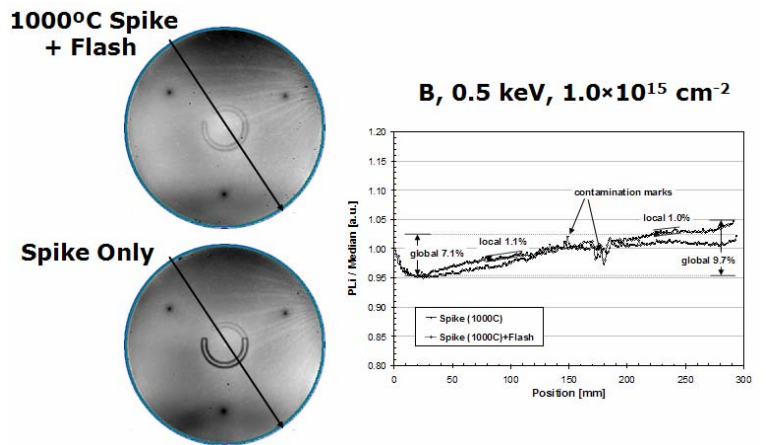 1000ºC Spike
+ Flash
Spike Only
B, 0.5 keV, 1.0×10¹⁵ cm⁻²
PLi / Median [a.u.]
1.20
1.15
1.10
1.05
1.00
0.95
0.90
0.85
0.80
contamination marks
local 1.0%
local 1.1%
global 7.1%
global 9.7%
Spike (1000C)
Spike (1000C)+Flash
0 50 100 150 200 250 300
Position [mm]